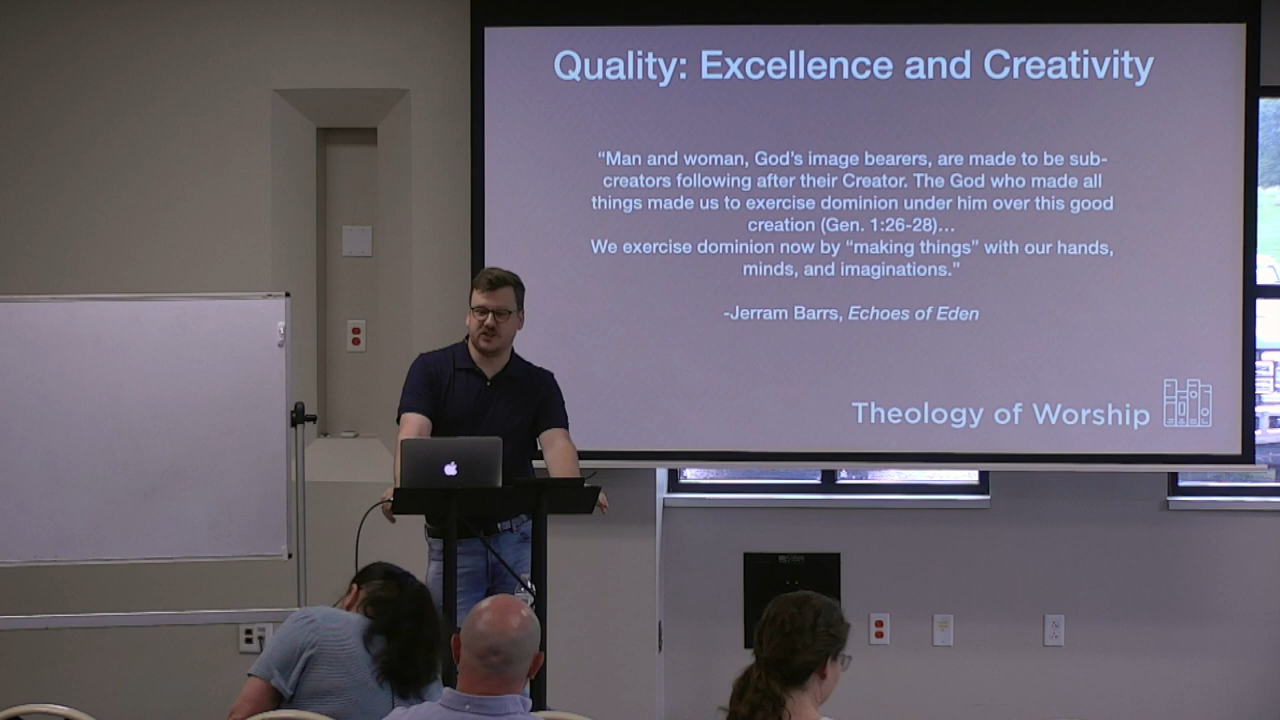 Quality: Excellence and Creativity
“Man and woman, God’s image bearers, are made to be sub-
creators following after their Creator. The God who made all
things made us to exercise dominion under him over this good
creation (Gen. 1:26-28)…
We exercise dominion now by “making things” with our hands,
minds, and imaginations.”
-Jerram Barrs, Echoes of Eden
Theology of Worship